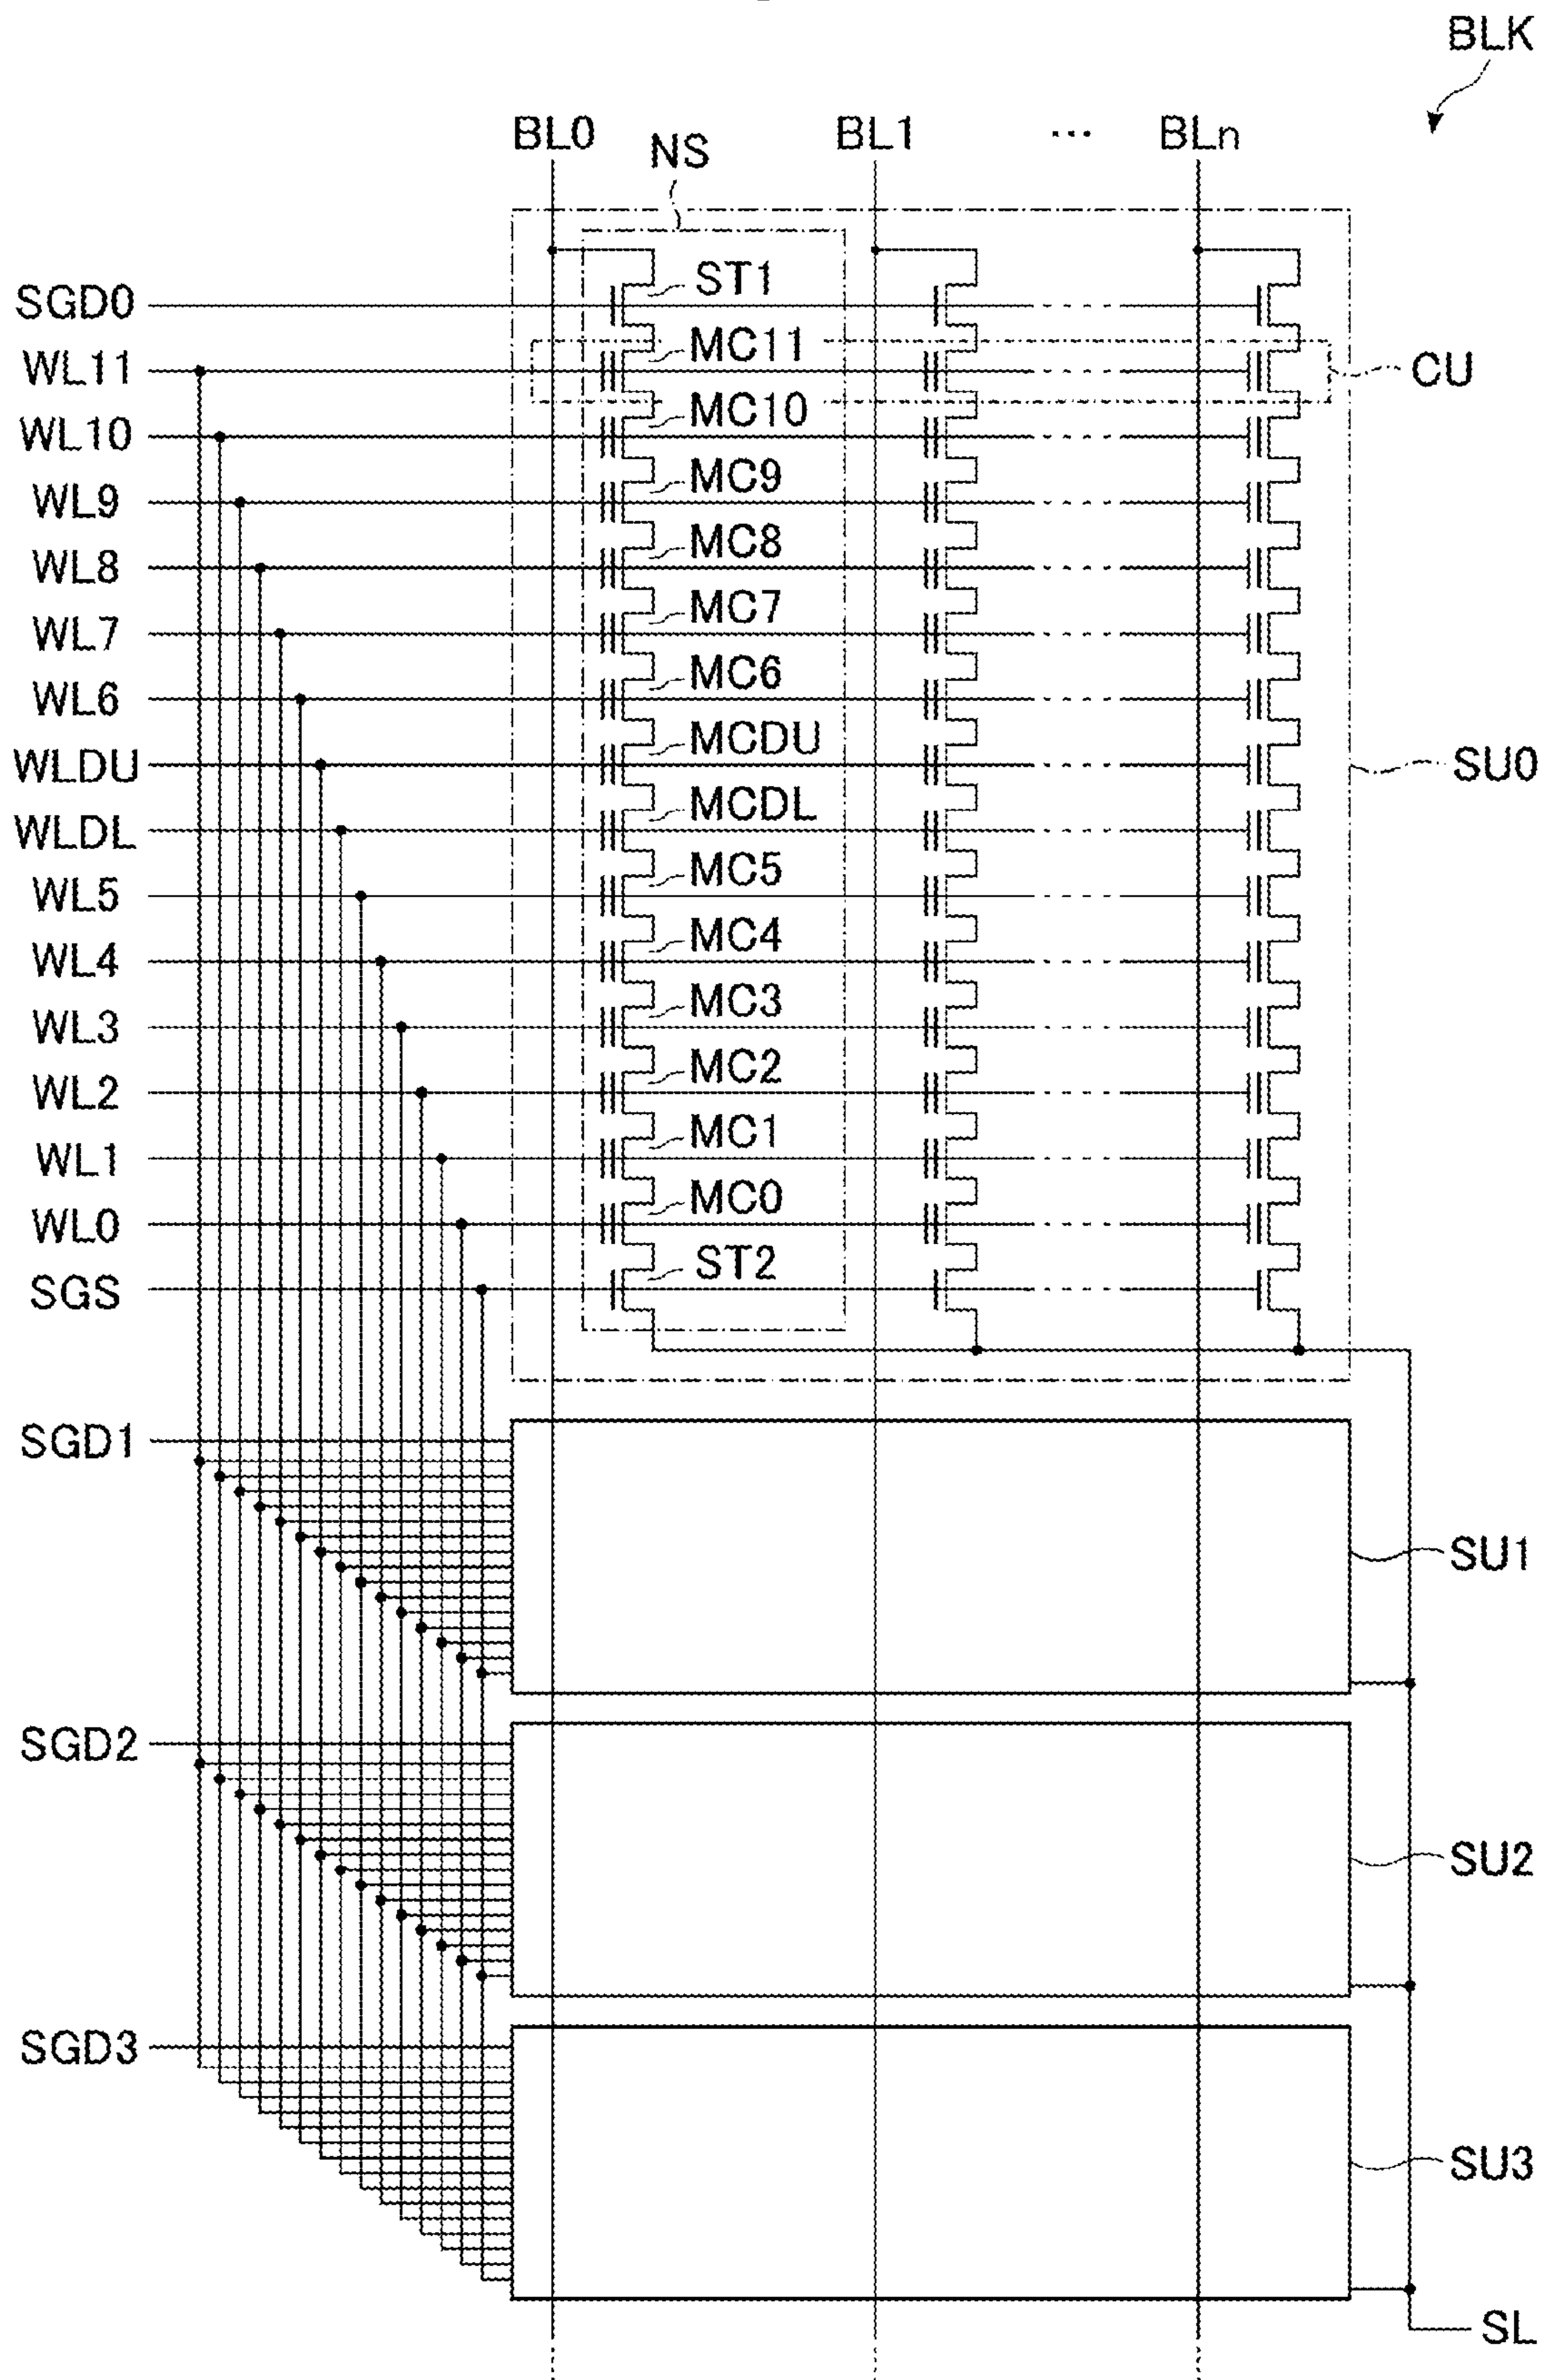 BLK
BL0 NS BL1 ... BLn
SGD0 ST1
WL11 MC11 CU
WL10 MC10
WL9 MC9
WL8 MC8
WL7 MC7
WL6 MC6
WLDU MCDU SU0
WLDL MCDL
WL5 MC5
WL4 MC4
WL3 MC3
WL2 MC2
WL1 MC1
WL0 MC0
SGS ST2
SGD1
SU1
SGD2
SU2
SGD3
SU3
SL